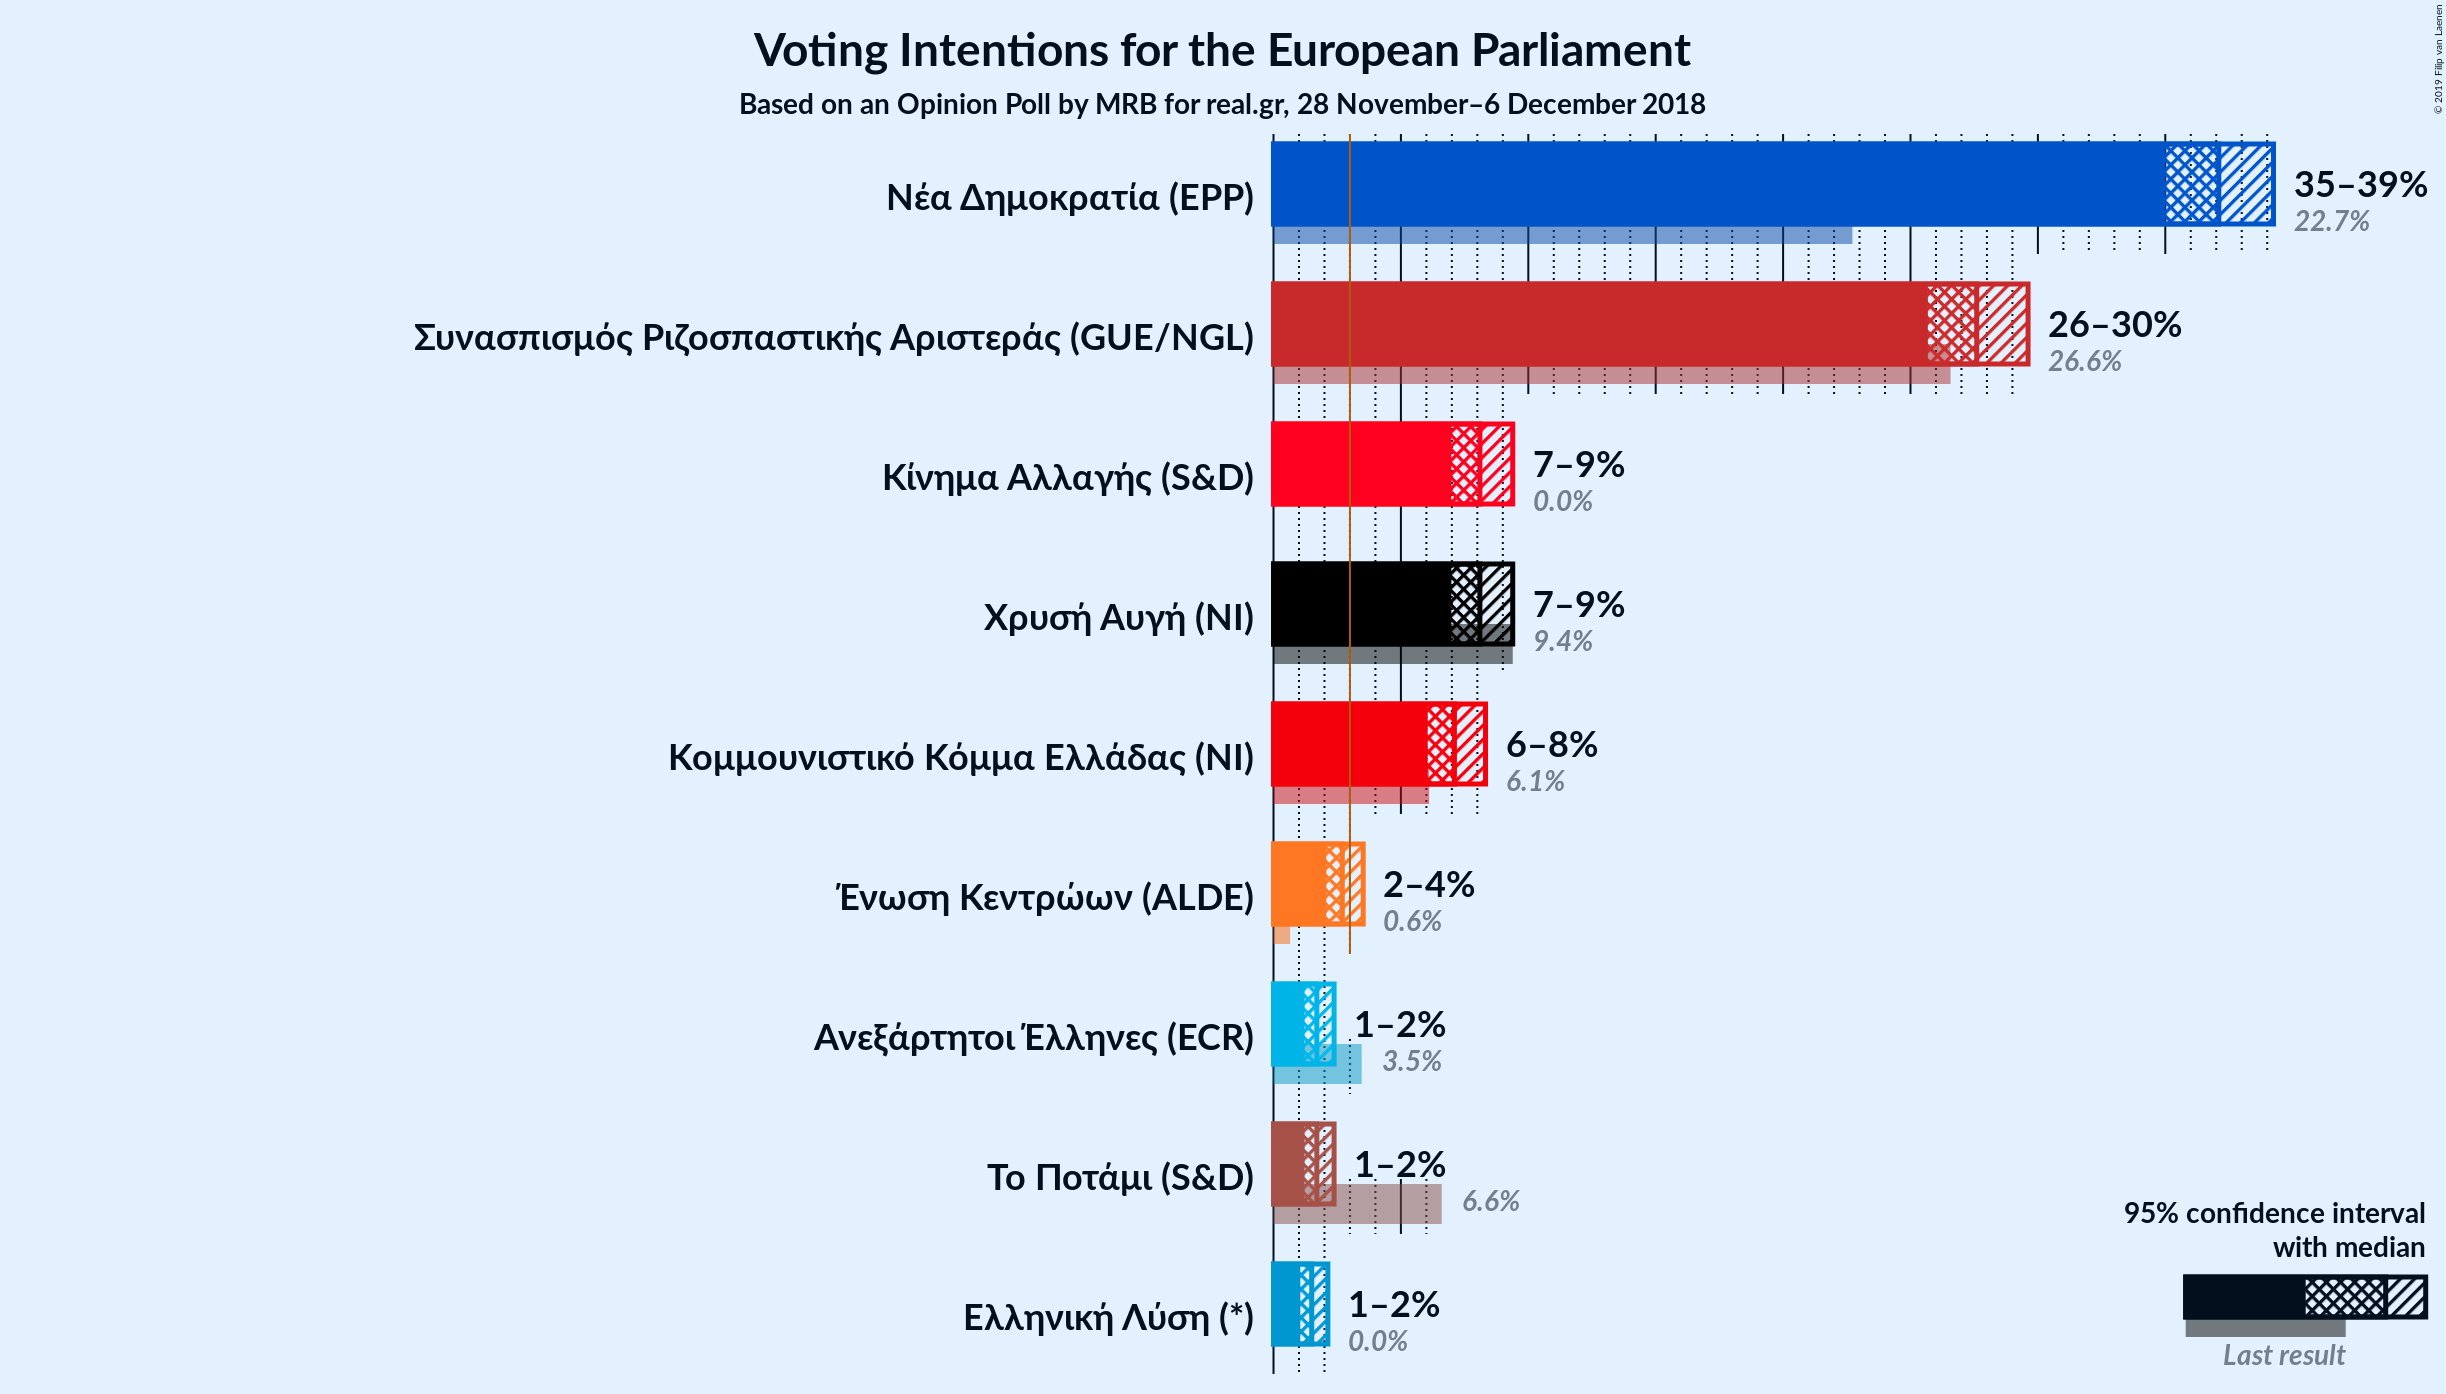 Voting Intentions for the European Parliament
Based on an Opinion Poll by MRB for real.gr, 28 November–6 December 2018
© 2019 Filip van Laenen
Νέα Δημοκρατία (EPP)
35–39%
22.7%
Συνασπισμός Ριζοσπαστικής Αριστεράς (GUE/NGL)
26–30%
26.6%
Κίνημα Αλλαγής (S&D)
7–9%
0.0%
Χρυσή Αυγή (NI)
7–9%
9.4%
Κομμουνιστικό Κόμμα Ελλάδας (NI)
6–8%
6.1%
Ένωση Κεντρώων (ALDE)
2–4%
0.6%
Ανεξάρτητοι Έλληνες (ECR)
1–2%
3.5%
Το Ποτάμι (S&D)
1–2%
6.6%
Ελληνική Λύση (*)
1–2%
0.0%
95% confidence interval
with median
Last result